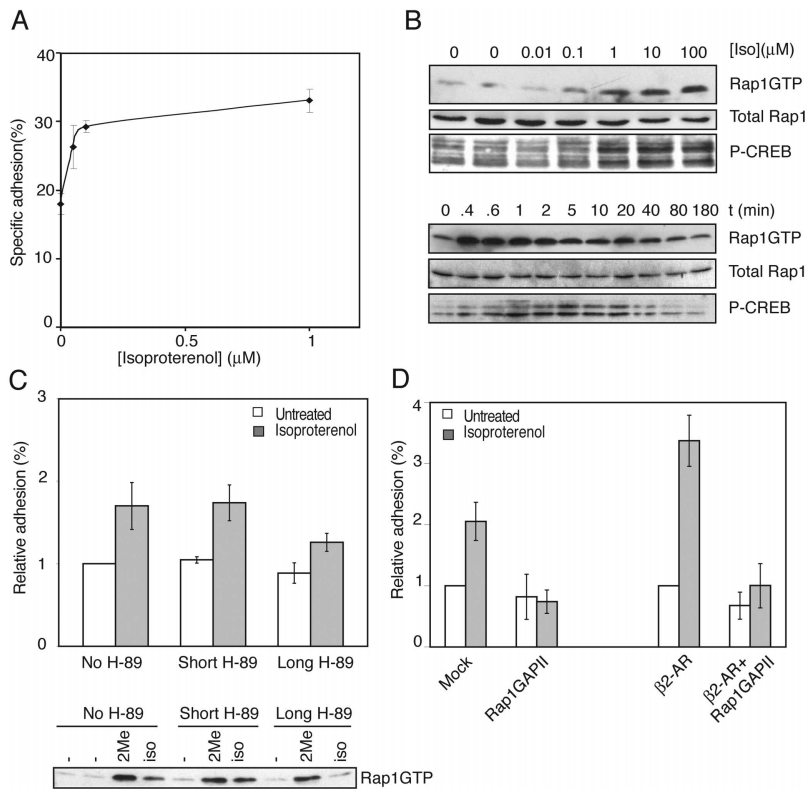 A
40
30
20
10
0
Specific adhesion(%)
0 0.5 1
[Isoproterenol] (μM)
B
0 0 0.01 0.1 1 10 100 [Iso](μM)
Rap1GTP
Total Rap1
P-CREB
0 .4 .6 1 2 5 10 20 40 80 180 t (min)
Rap1GTP
Total Rap1
P-CREB
C
3
2
1
0
Relative adhesion (%)
Untreated
Isoproterenol
No H-89 Short H-89 Long H-89
No H-89 Short H-89 Long H-89
- - 2Me iso - 2Me iso - 2Me iso
Rap1GTP
D
4
3
2
1
0
Relative adhesion (%)
Untreated
Isoproterenol
Mock
Rap1GAPII
β2-AR
β2-AR+
Rap1GAPII